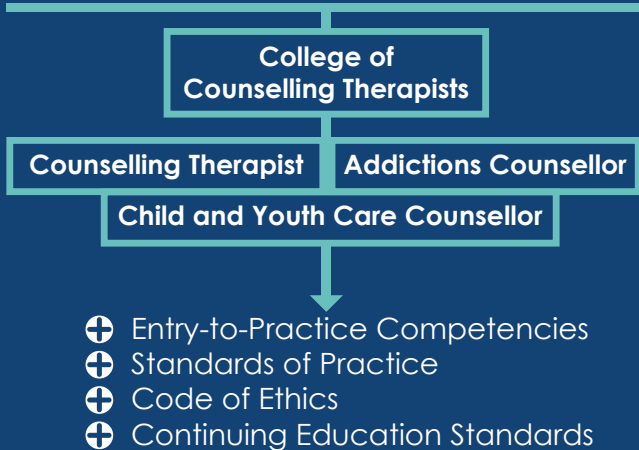 College of
Counselling Therapists
Counselling Therapist
Addictions Counsellor
Child and Youth Care Counsellor
Entry-to-Practice Competencies
Standards of Practice
Code of Ethics
Continuing Education Standards